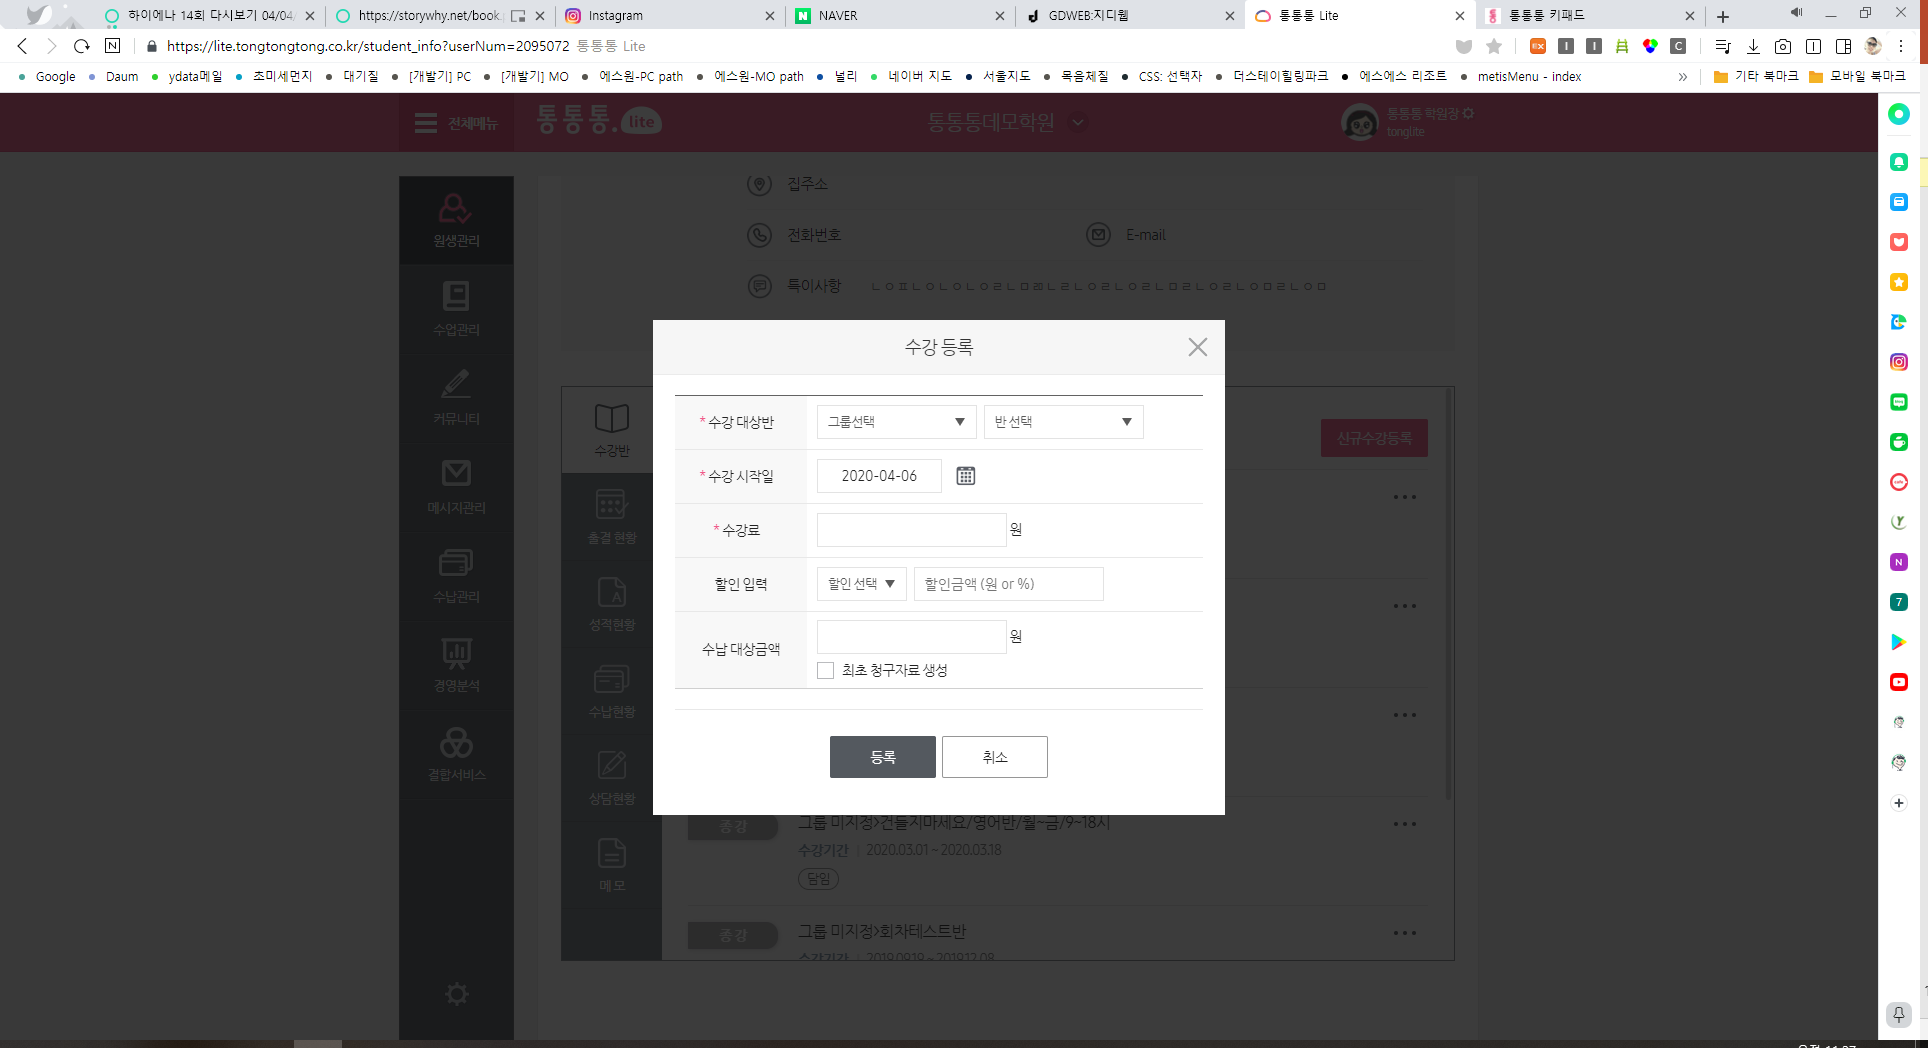 하이에나 14회 다시보기 04/04/
https://storywhy.net/book.
Instagram
NAVER
GDWEB:지디웹
통통통 Lite
통통통 키패드
https://lite.tongtongtong.co.kr/student_info?userNum=2095072 통통통 Lite
Google
Daum
ydata메일
초미세먼지
대기질
[개발기] PC
[개발기] MO
에스원-PC path
에스원-MO path
널리
네이버 지도
서울지도
목음체질
CSS: 선택자
더스테이힐링파크
에스에스 리조트
metisMenu - index
기타 북마크
모바일 북마크
전체메뉴
통통통.lite
통통통데모학원
통통통 학원장
tonglite
원생관리
수업관리
커뮤니티
메시지관리
수납관리
경영분석
결합서비스
집주소
전화번호
E-mail
특이사항
수강반
출결 현황
성적현황
수납현황
상담현황
메모
신규수강등록
수강 등록
* 수강 대상반
그룹선택 ▼
반 선택 ▼
* 수강 시작일
2020-04-06
* 수강료
원
할인 입력
할인 선택 ▼
할인금액 (원 or %)
수납 대상금액
원
최초 청구자료 생성
등록
취소
종강
그룹 미지정>건들지마세요/영어반/월~금/9~18시
수강기간 | 2020.03.01 ~ 2020.03.18
담임
종강
그룹 미지정>회차테스트반
수강기간 | 2019.09.19 ~ 2019.12.08